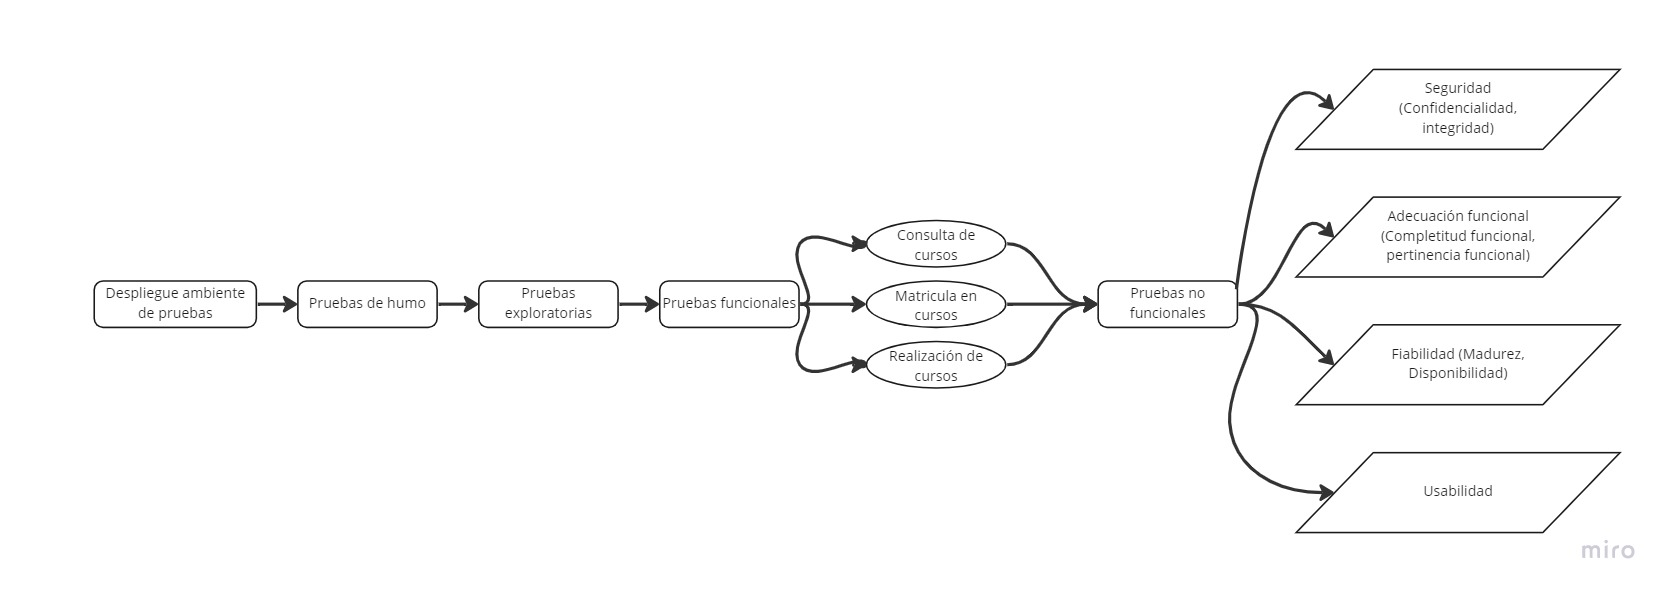 Despliegue ambiente
de pruebas
Pruebas de humo
Pruebas
exploratorias
Pruebas funcionales
Consulta de
cursos
Matricula en
cursos
Realización de
cursos
Pruebas no
funcionales
Seguridad
(Confidencialidad,
integridad)
Adecuación funcional
(Completitud funcional,
pertinencia funcional)
Fiabilidad (Madurez,
Disponibilidad)
Usabilidad
miro